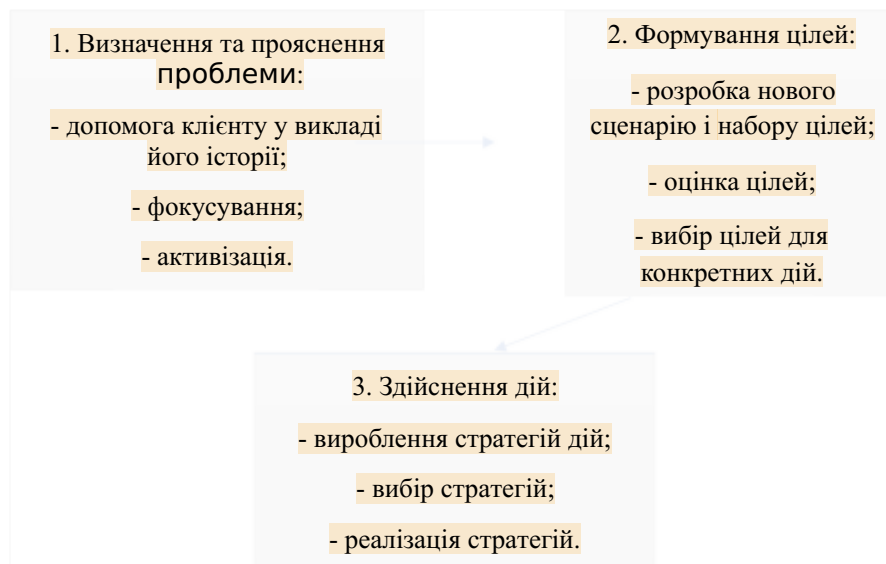 1. Визначення та прояснення
проблеми:
- допомога клієнту у викладі
його історії;
- фокусування;
- активізація.
2. Формування цілей:
- розробка нового
сценарію і набору цілей;
- оцінка цілей;
- вибір цілей для
конкретних дій.
3. Здійснення дій:
- вироблення стратегій дій;
- вибір стратегій;
- реалізація стратегій.